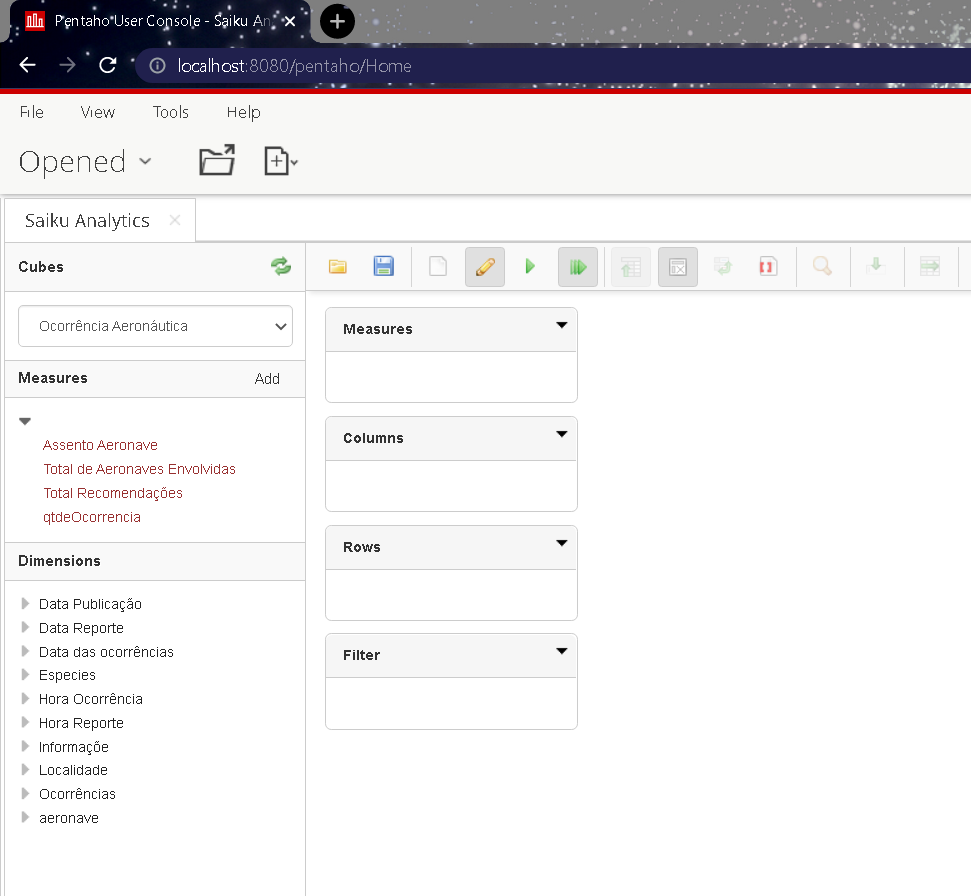 Pentaho User Console - Saiku An
localhost:8080/pentaho/Home
File View Tools Help
Opened
Saiku Analytics
Cubes
Ocorrência Aeronáutica
Measures Add
Assento Aeronave
Total de Aeronaves Envolvidas
Total Recomendações
qtdeOcorrencia
Dimensions
Data Publicação
Data Reporte
Data das ocorrências
Especies
Hora Ocorrência
Hora Reporte
Informaçõe
Localidade
Ocorrências
aeronave
Measures
Columns
Rows
Filter